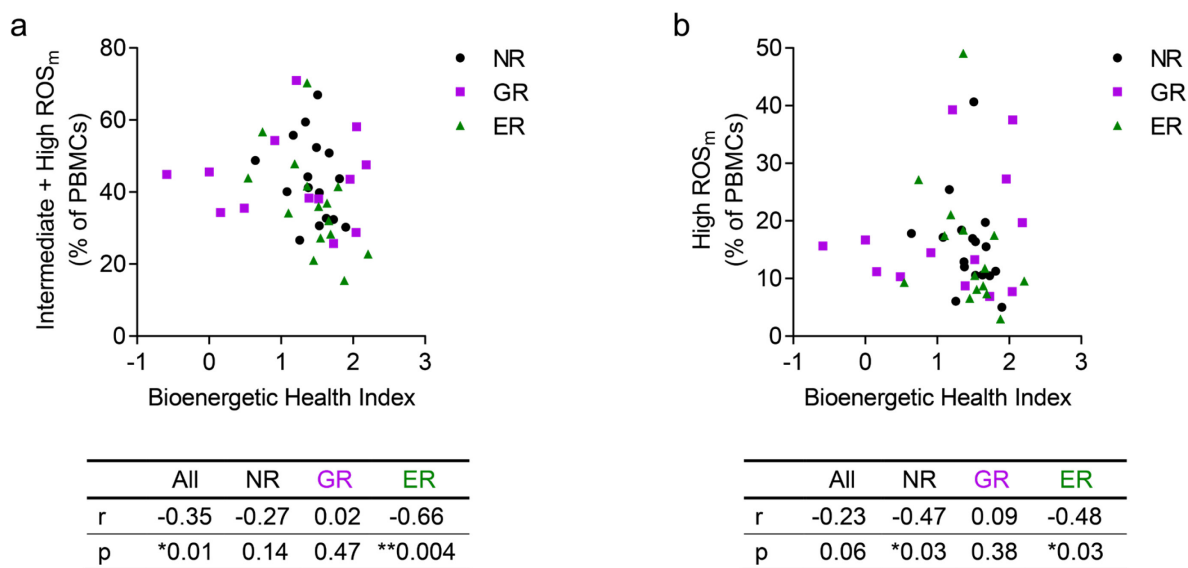 a
Intermediate + High ROSm
(% of PBMCs)
80
60
40
20
0
-1 0 1 2 3
Bioenergetic Health Index
NR
GR
ER
All NR GR ER
r -0.35 -0.27 0.02 -0.66
p *0.01 0.14 0.47 **0.004
b
High ROSm
(% of PBMCs)
50
40
30
20
10
0
-1 0 1 2 3
Bioenergetic Health Index
NR
GR
ER
All NR GR ER
r -0.23 -0.47 0.09 -0.48
p 0.06 *0.03 0.38 *0.03